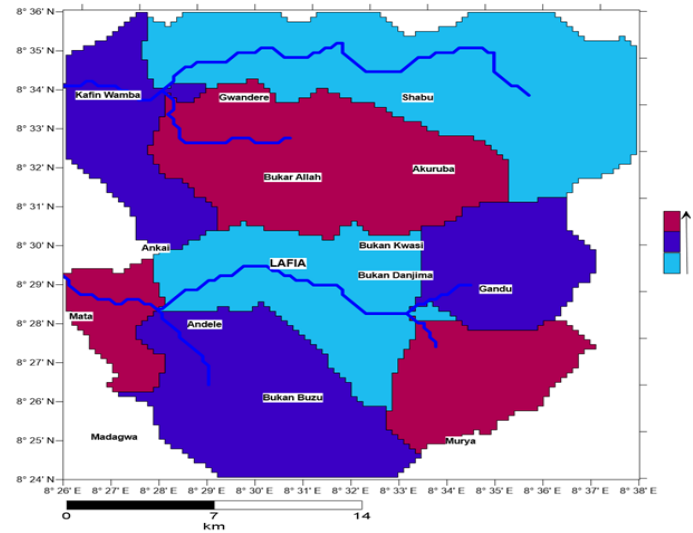 8° 36' N
8° 35' N
8° 34' N
Kafin Wamba
Gwandere
Shabu
8° 33' N
8° 32' N
Bukar Allah
Akuruba
8° 31' N
8° 30' N
Ankai
Bukan Kwasi
LAFIA
8° 29' N
Bukan Danjima
Gandu
8° 28' N
Mata
Andele
8° 27' N
8° 26' N
Bukan Buzu
8° 25' N
Madagwa
Murya
8° 24' N
8° 26' E 8° 27' E 8° 28' E 8° 29' E 8° 30' E 8° 31' E 8° 32' E 8° 33' E 8° 34' E 8° 35' E 8° 36' E 8° 37' E 8° 38' E
0 7 14
km